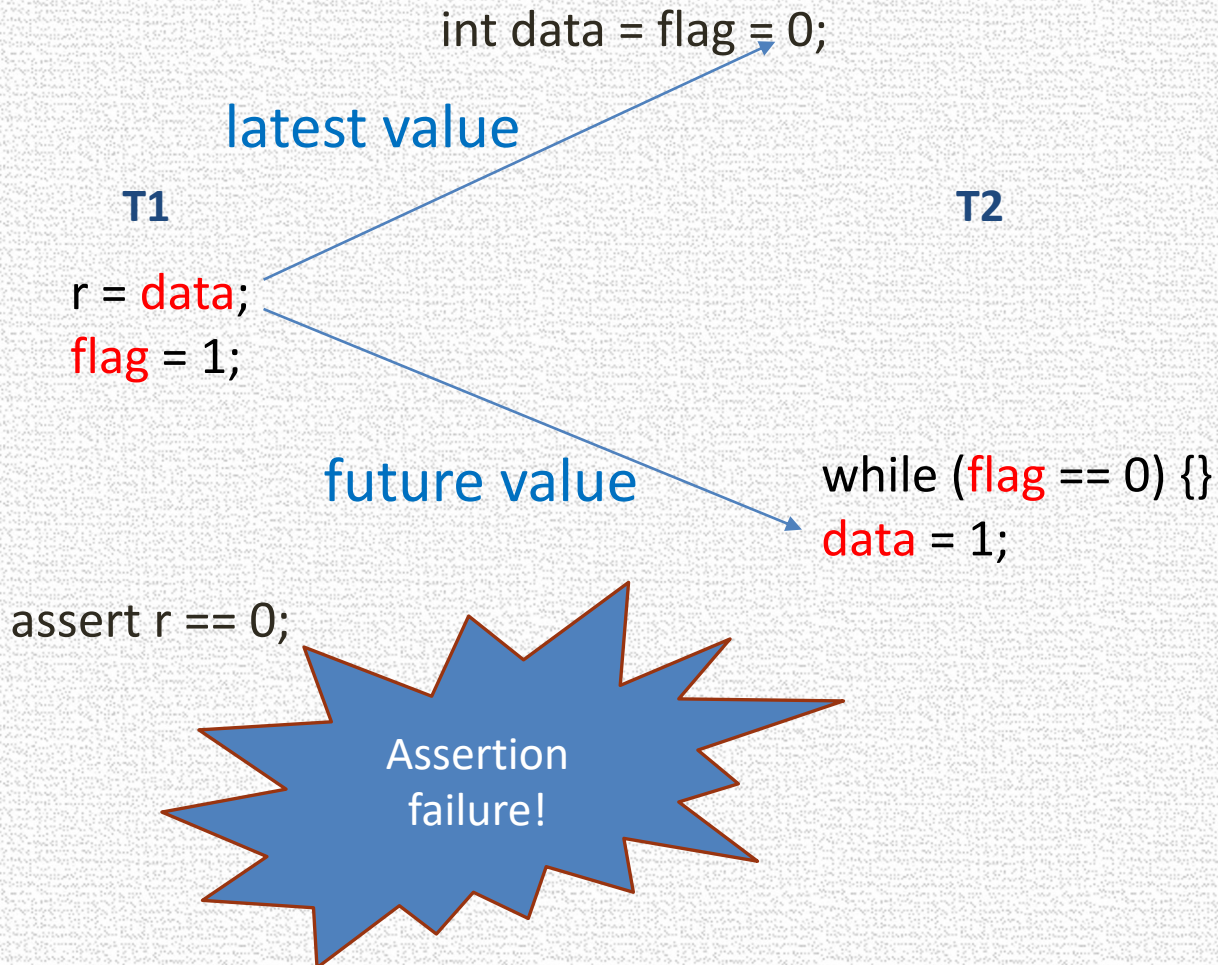 int data = flag = 0;
latest value
T1
T2
r = data;
flag = 1;
future value
while (flag == 0) {}
data = 1;
assert r == 0;
Assertion
failure!